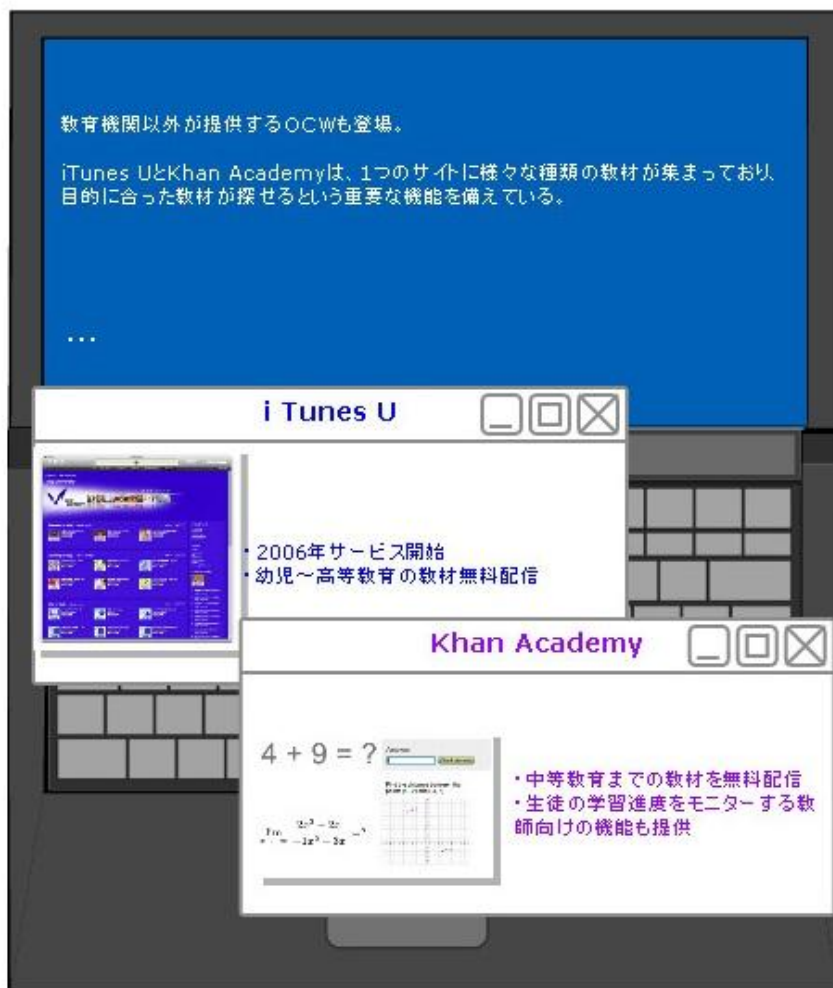 教育機関以外が提供するOCWも登場。
iTunes UとKhan Academyは、1つのサイトに様々な種類の教材が集まっており、
目的に合った教材が探せるという重要な機能を備えている。
...
i Tunes U
・2006年サービス開始
・幼児～高等教育の教材無料配信
Khan Academy
4 + 9 = ?
Answer
・中等教育までの教材を無料配信
・生徒の学習進度をモニターする教
師向けの機能も提供